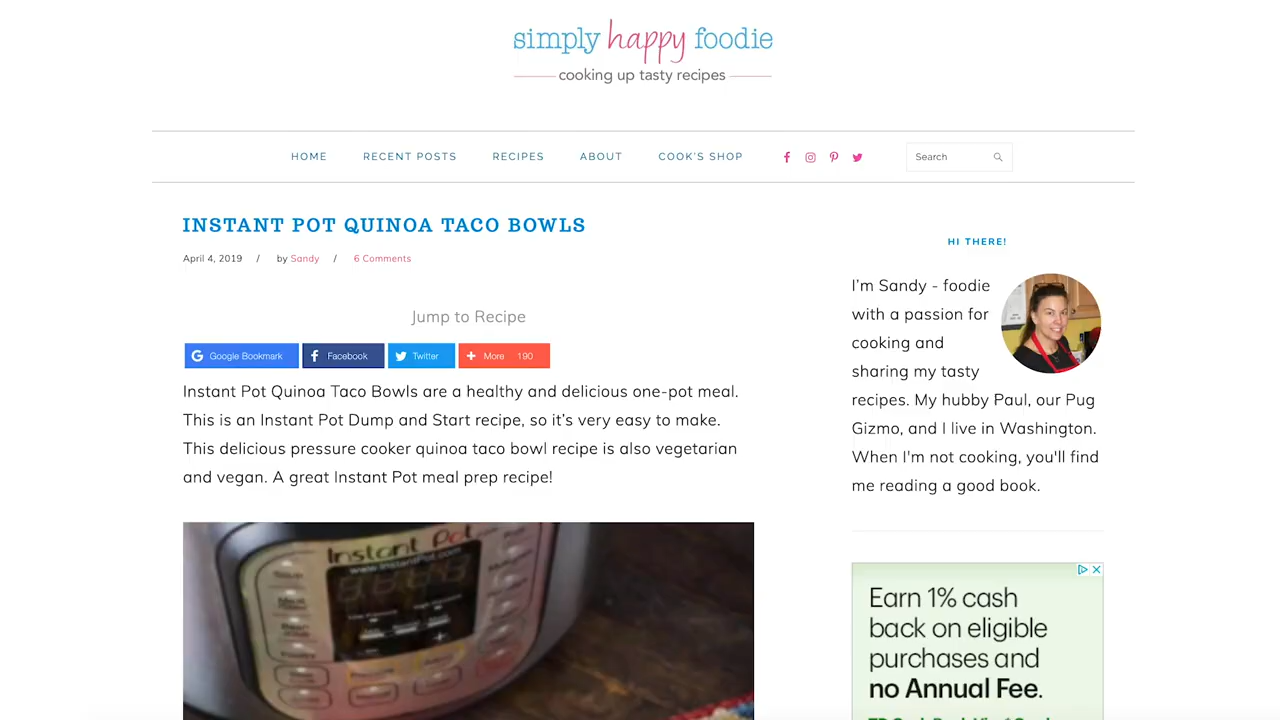 simply happy foodie
cooking up tasty recipes
HOME RECENT POSTS RECIPES ABOUT COOK'S SHOP Search
INSTANT POT QUINOA TACO BOWLS
April 4, 2019 / by Sandy / 6 Comments
Jump to Recipe
Google Bookmark Facebook Twitter More 190
Instant Pot Quinoa Taco Bowls are a healthy and delicious one-pot meal.
This is an Instant Pot Dump and Start recipe, so it's very easy to make.
This delicious pressure cooker quinoa taco bowl recipe is also vegetarian
and vegan. A great Instant Pot meal prep recipe!
Instant Pot
www.InstantPot.com
Soup
HI THERE!
I'm Sandy - foodie
with a passion for
cooking and
sharing my tasty
recipes. My hubby Paul, our Pug
Gizmo, and I live in Washington.
When I'm not cooking, you'll find
me reading a good book.
Earn 1% cash
back on eligible
purchases and
no Annual Fee.